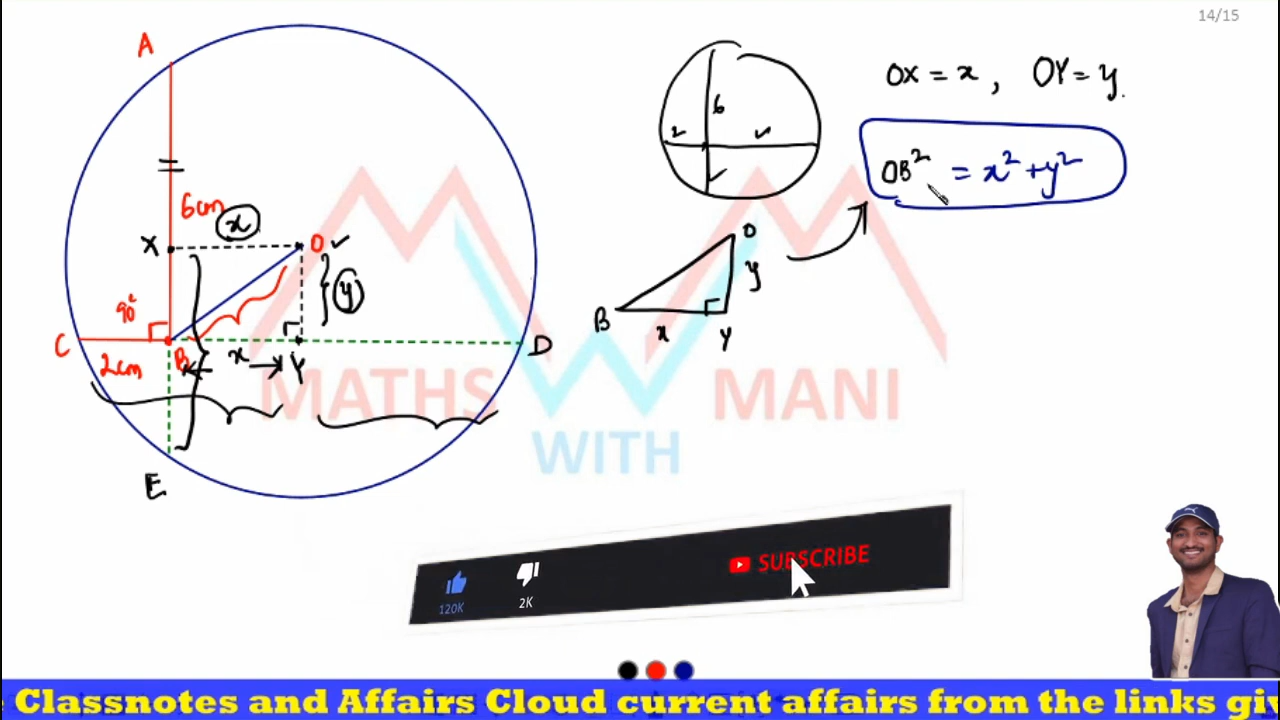 14/15
A
6cm
x
X
O
y
90°
C
2cm
B
x
Y
D
E
6
2
OX = x, OY = y.
OB² = x² + y²
O
y
B
x
Y
MATHS
WITH
MANI
120K
2K
SUBSCRIBE
Classnotes and Affairs Cloud current affairs from the links gi